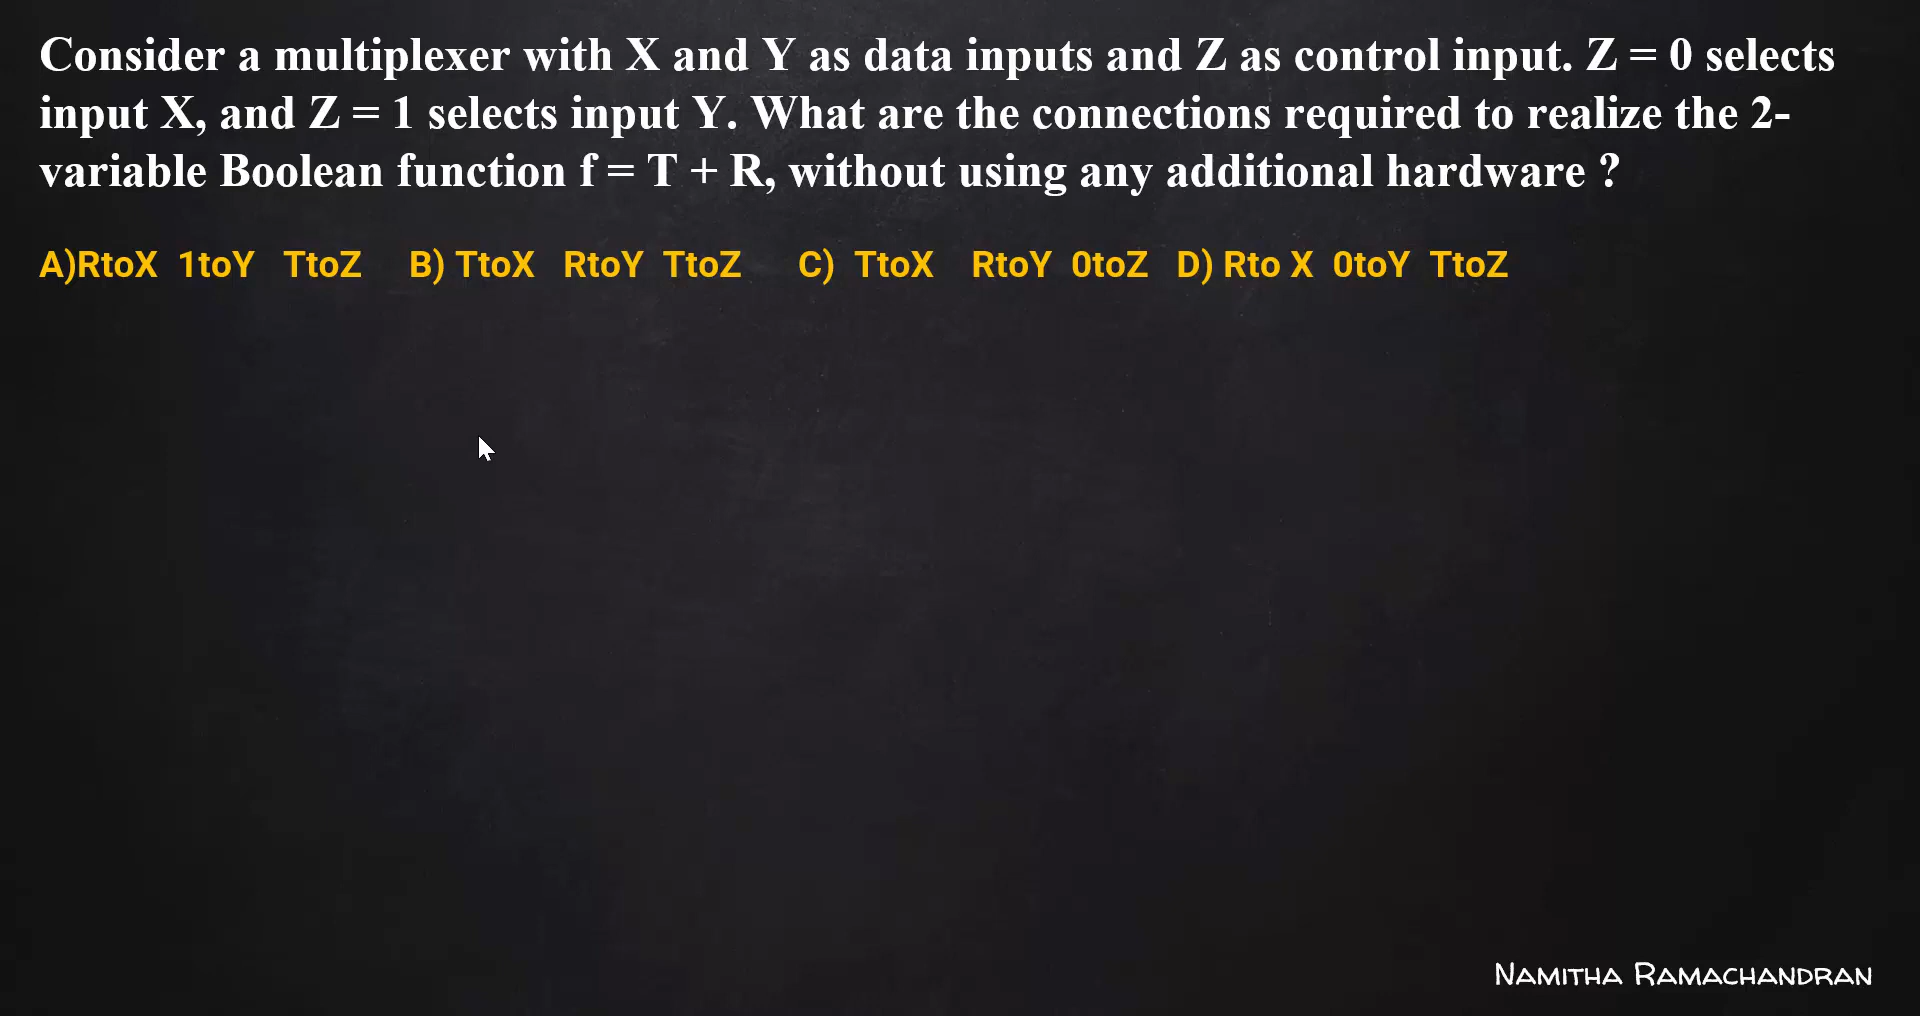 Consider a multiplexer with X and Y as data inputs and Z as control input. Z = 0 selects
input X, and Z = 1 selects input Y. What are the connections required to realize the 2-
variable Boolean function f = T + R, without using any additional hardware ?
A)RtoX 1toY TtoZ B) TtoX RtoY TtoZ C) TtoX RtoY 0toZ D) Rto X 0toY TtoZ
Namitha Ramachandran